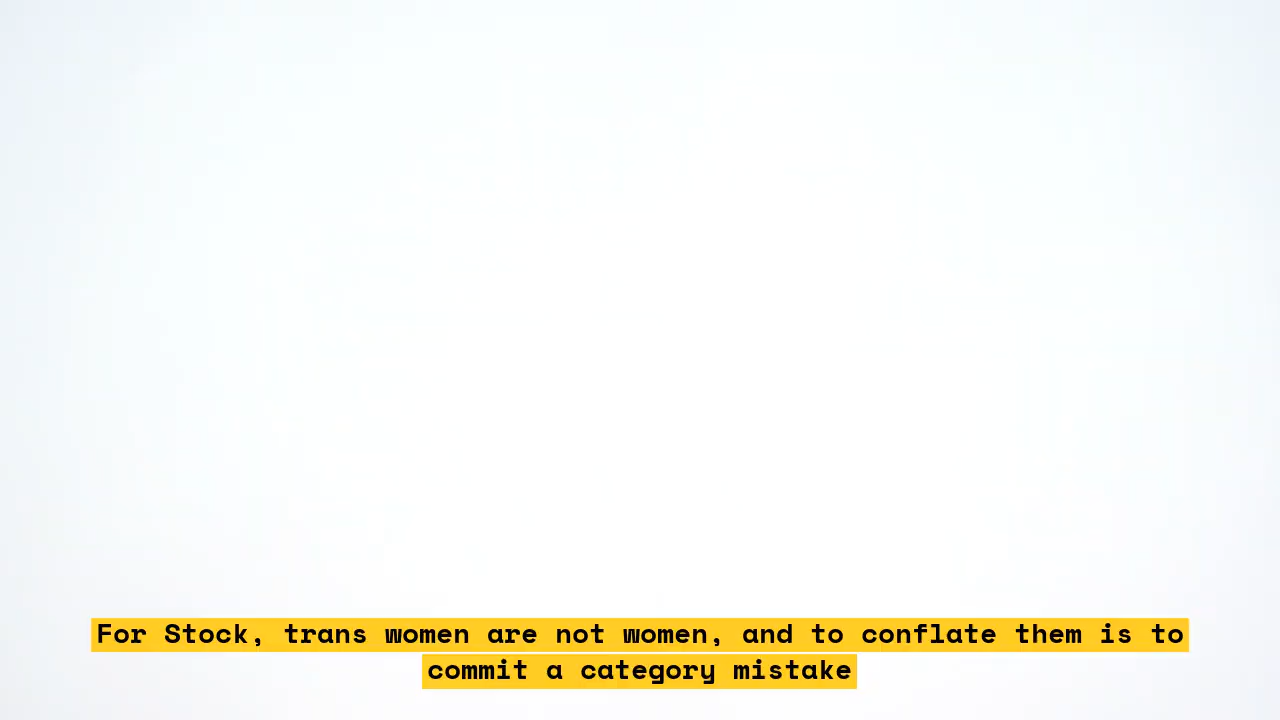 For Stock, trans women are not women, and to conflate them is to
commit a category mistake